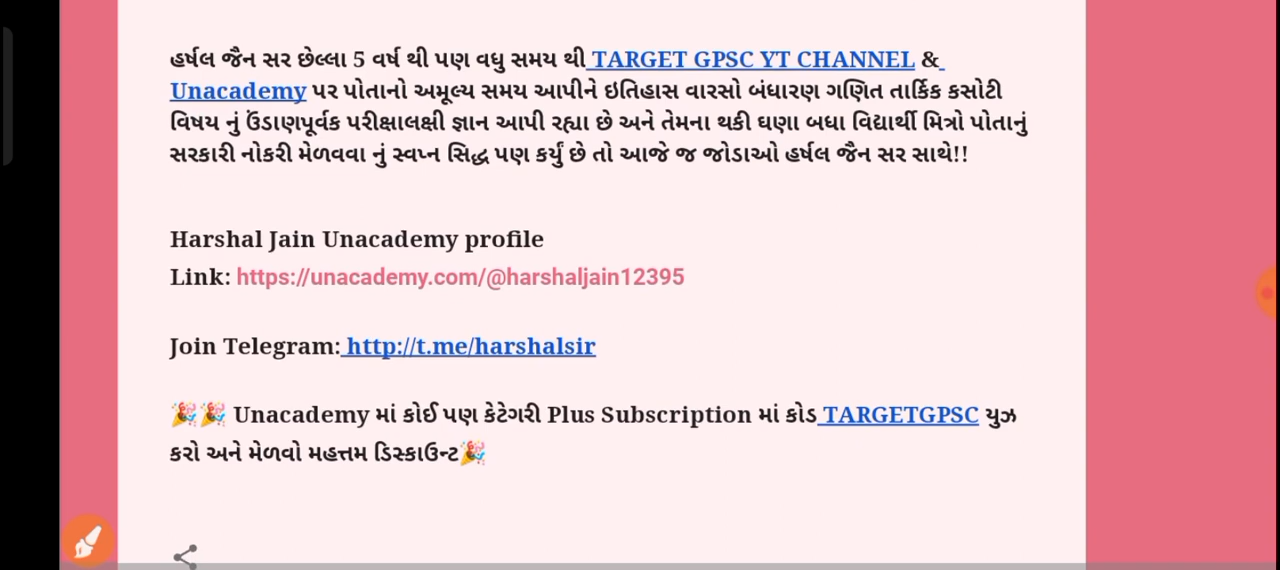 હર્ષલ જૈન સર છેલ્લા 5 વર્ષ થી પણ વધુ સમય થી TARGET GPSC YT CHANNEL &
Unacademy પર પોતાનો અમૂલ્ય સમય આપીને ઇતિહાસ વારસો બંધારણ ગણિત તાર્કિક કસોટી
વિષય નું ઉંડાણપૂર્વક પરીક્ષાલક્ષી જ્ઞાન આપી રહ્યા છે અને તેમના થકી ઘણા બધા વિદ્યાર્થી મિત્રો પોતાનું
સરકારી નોકરી મેળવવા નું સ્વપ્ન સિદ્ધ પણ કર્યું છે તો આજે જ જોડાઓ હર્ષલ જૈન સર સાથે!!
Harshal Jain Unacademy profile
Link: https://unacademy.com/@harshaljain12395
Join Telegram: http://t.me/harshalsir
🎉🎉 Unacademy માં કોઈ પણ કેટેગરી Plus Subscription માં કોડ TARGETGPSC યુઝ
કરો અને મેળવો મહત્તમ ડિસ્કાઉન્ટ🎉